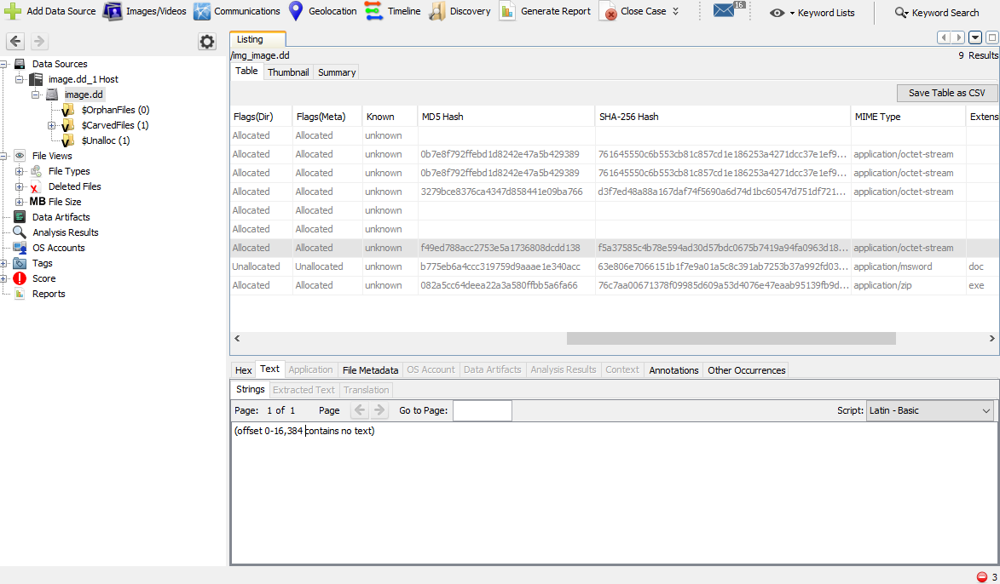 Add Data Source Images/Videos Communications Geolocation Timeline Discovery Generate Report Close Case 16 Keyword Lists Keyword Search
Listing
/img_image.dd 9 Results
Table Thumbnail Summary
Save Table as CSV
Data Sources
image.dd_1 Host
image.dd
$OrphanFiles (0)
$CarvedFiles (1)
$Unalloc (1)
File Views
File Types
Deleted Files
MB File Size
Data Artifacts
Analysis Results
OS Accounts
Tags
Score
Reports
Flags(Dir) Flags(Meta) Known MD5 Hash SHA-256 Hash MIME Type Extens
Allocated Allocated unknown
Allocated Allocated unknown 0b7e8f792ffebd1d8242e47a5b429389 761645550c6b553cb81c857cd1e186253a4271dcc37e1ef9... application/octet-stream
Allocated Allocated unknown 0b7e8f792ffebd1d8242e47a5b429389 761645550c6b553cb81c857cd1e186253a4271dcc37e1ef9... application/octet-stream
Allocated Allocated unknown 3279bce8376ca4347d858441e09ba766 d3f7ed48a88a167daf74f5690a6d74d1bc60547d751df721... application/octet-stream
Allocated Allocated unknown
Allocated Allocated unknown
Allocated Allocated unknown f49ed788acc2753e5a1736808dcdd138 f5a37585c4b78e594ad30d57bdc0675b7419a94fa0963d18... application/octet-stream
Unallocated Unallocated unknown b775eb6a4ccc319759d9aaae1e340acc 63e806e7066151b1f7e9a01a5c8c391ab7253b37a992fd03... application/msword doc
Allocated Allocated unknown 082a5cc64deea22a3a580ffbb5a6fa66 76c7aa00671378f09985d609a53d4076e47eaab95139fb9d... application/zip exe
Hex Text Application File Metadata OS Account Data Artifacts Analysis Results Context Annotations Other Occurrences
Strings Extracted Text Translation
Page: 1 of 1 Page Go to Page: Script: Latin - Basic
(offset 0-16,384 contains no text)
3